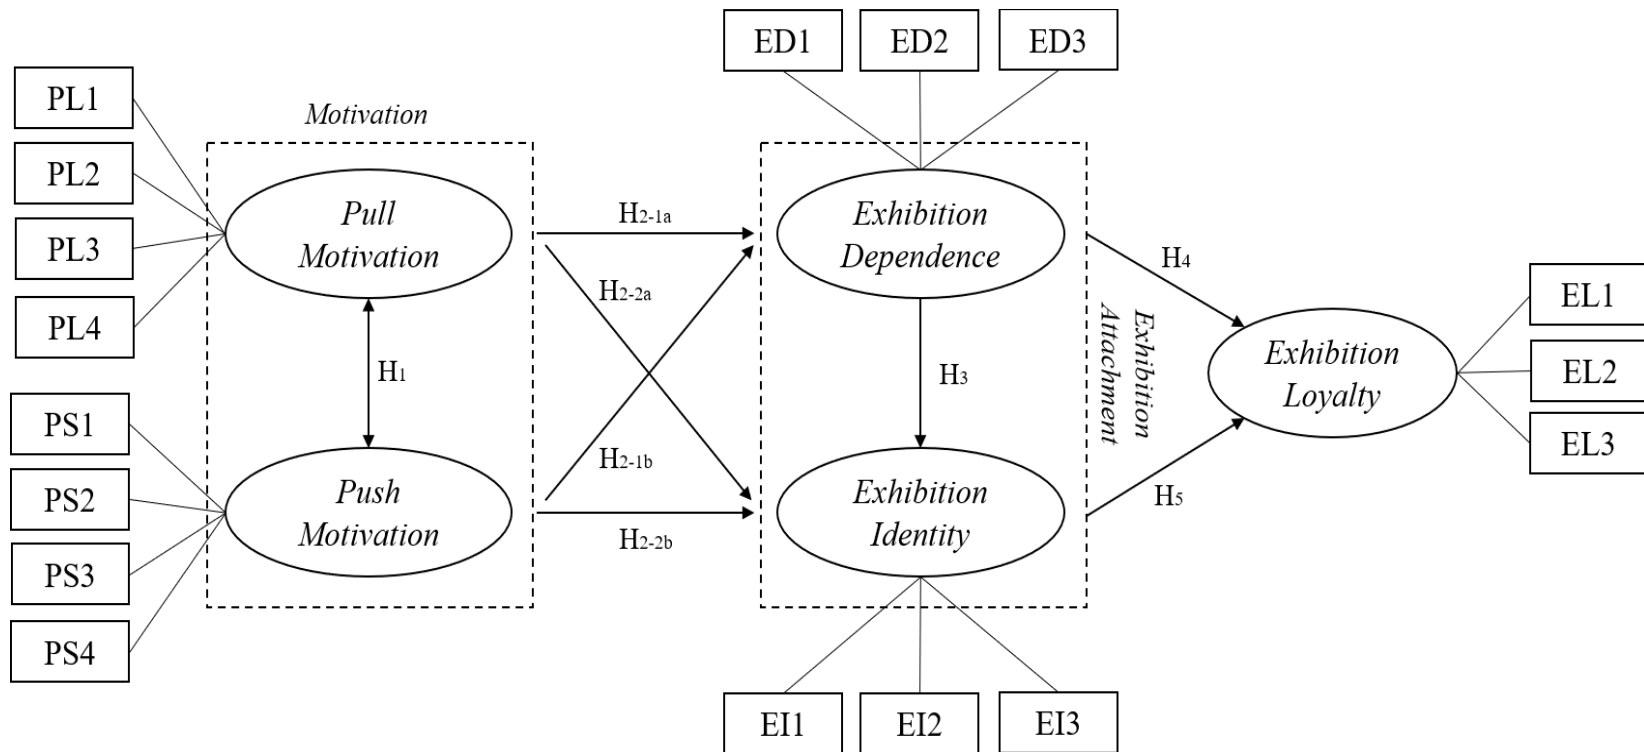 ED1
ED2
ED3
PL1
PL2
PL3
PL4
Motivation
Pull
Motivation
H2-1a
Exhibition
Dependence
H4
H2-2a
H1
H3
Exhibition
Attachment
Exhibition
Loyalty
EL1
EL2
EL3
PS1
PS2
PS3
PS4
Push
Motivation
H2-1b
H2-2b
Exhibition
Identity
H5
EI1
EI2
EI3